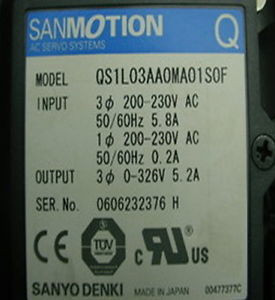 SANMOTION Q
AC SERVO SYSTEMS
MODEL QS1L03AA0MA01S0F
INPUT 3ϕ 200-230V AC
50/60Hz 5.8A
1ϕ 200-230V AC
50/60Hz 0.2A
OUTPUT 3ϕ 0-326V 5.2A
SER.No. 0606232376 H
CE TÜV C RU US
SANYO DENKI MADE IN JAPAN 00477377C